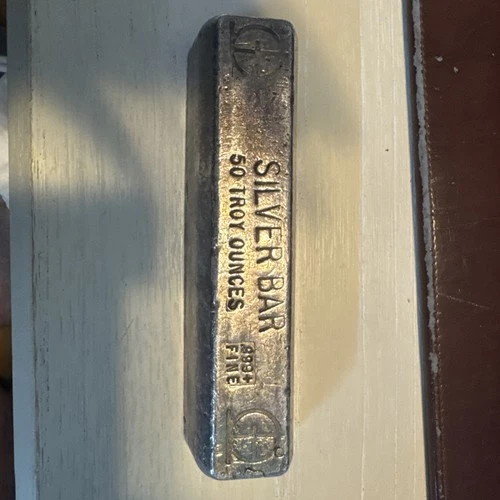 SILVER BAR
50 TROY OUNCES
.999+
FINE